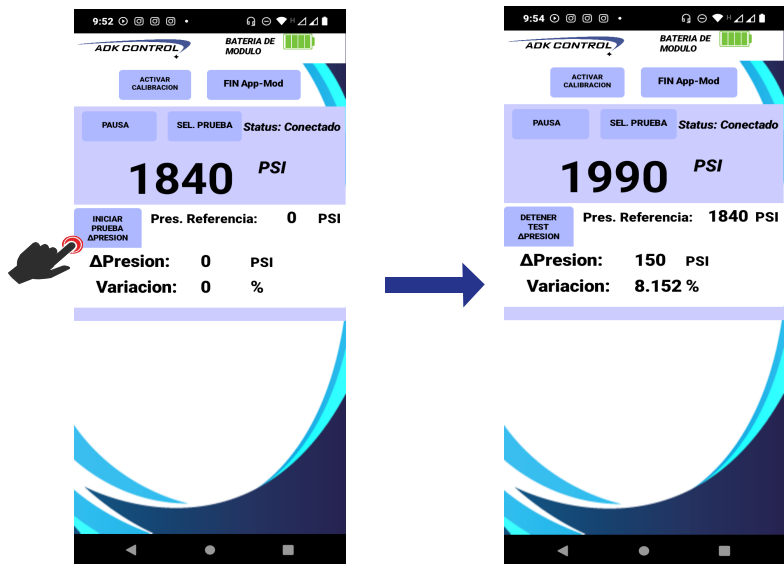 9:52
H
ADK CONTROL
BATERIA DE
MODULO
ACTIVAR
CALIBRACION
FIN App-Mod
PAUSA
SEL. PRUEBA
Status: Conectado
1840 PSI
INICIAR
PRUEBA
ΔPRESION
Pres. Referencia: 0 PSI
ΔPresion: 0 PSI
Variacion: 0 %
9:54
H
ADK CONTROL
BATERIA DE
MODULO
ACTIVAR
CALIBRACION
FIN App-Mod
PAUSA
SEL. PRUEBA
Status: Conectado
1990 PSI
DETENER
TEST
ΔPRESION
Pres. Referencia: 1840 PSI
ΔPresion: 150 PSI
Variacion: 8.152 %